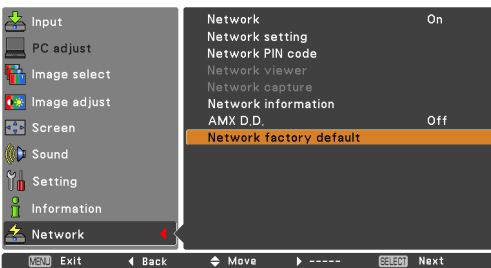 Input
PC adjust
Image select
Image adjust
Screen
Sound
Setting
Information
Network
Network On
Network setting
Network PIN code
Network viewer
Network capture
Network information
AMX D.D. Off
Network factory default
MENU Exit Back Move ----- SELECT Next